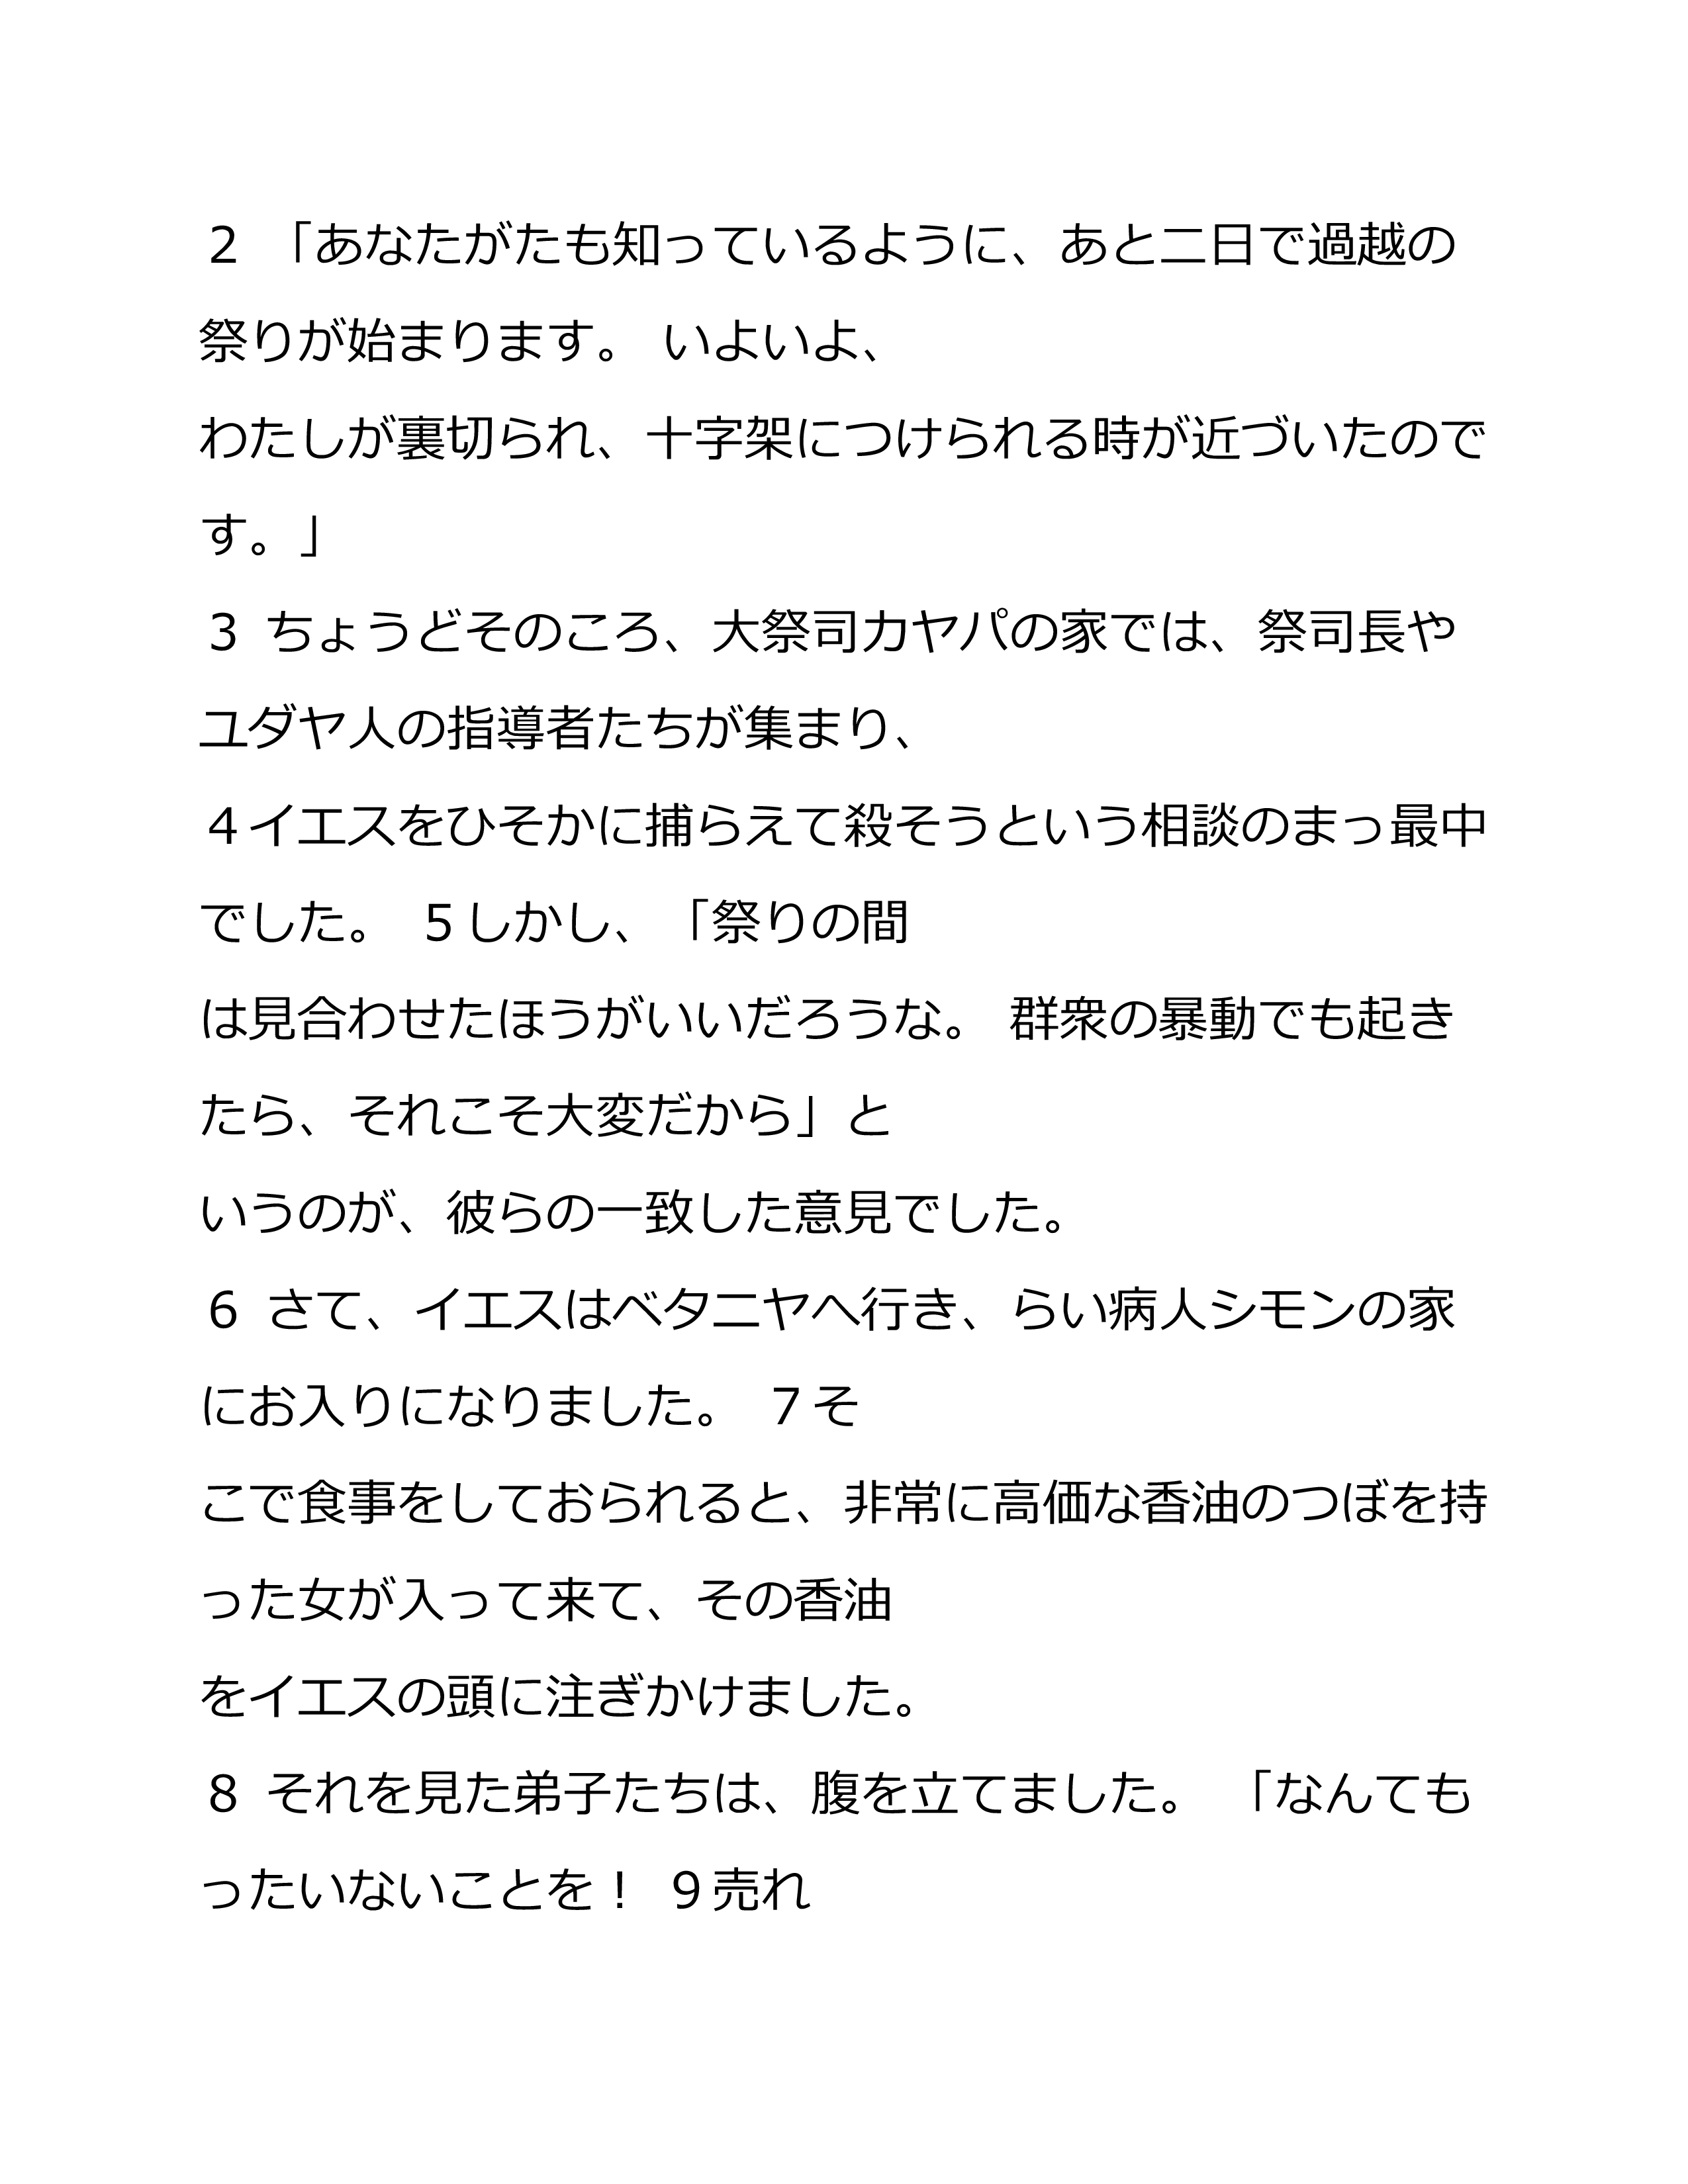 ２ 「あなたがたも知っているように、あと二日で過越の
祭りが始まります。 いよいよ、
わたしが裏切られ、十字架につけられる時が近づいたので
す。」
３ ちょうどそのころ、大祭司カヤパの家では、祭司長や
ユダヤ人の指導者たちが集まり、
４イエスをひそかに捕らえて殺そうという相談のまっ最中
でした。 ５しかし、「祭りの間
は見合わせたほうがいいだろうな。 群衆の暴動でも起き
たら、それこそ大変だから」と
いうのが、彼らの一致した意見でした。
６ さて、イエスはベタニヤへ行き、らい病人シモンの家
にお入りになりました。 ７そ
こで食事をしておられると、非常に高価な香油のつぼを持
った女が入って来て、その香油
をイエスの頭に注ぎかけました。
８ それを見た弟子たちは、腹を立てました。 「なんても
ったいないことを！ ９売れ